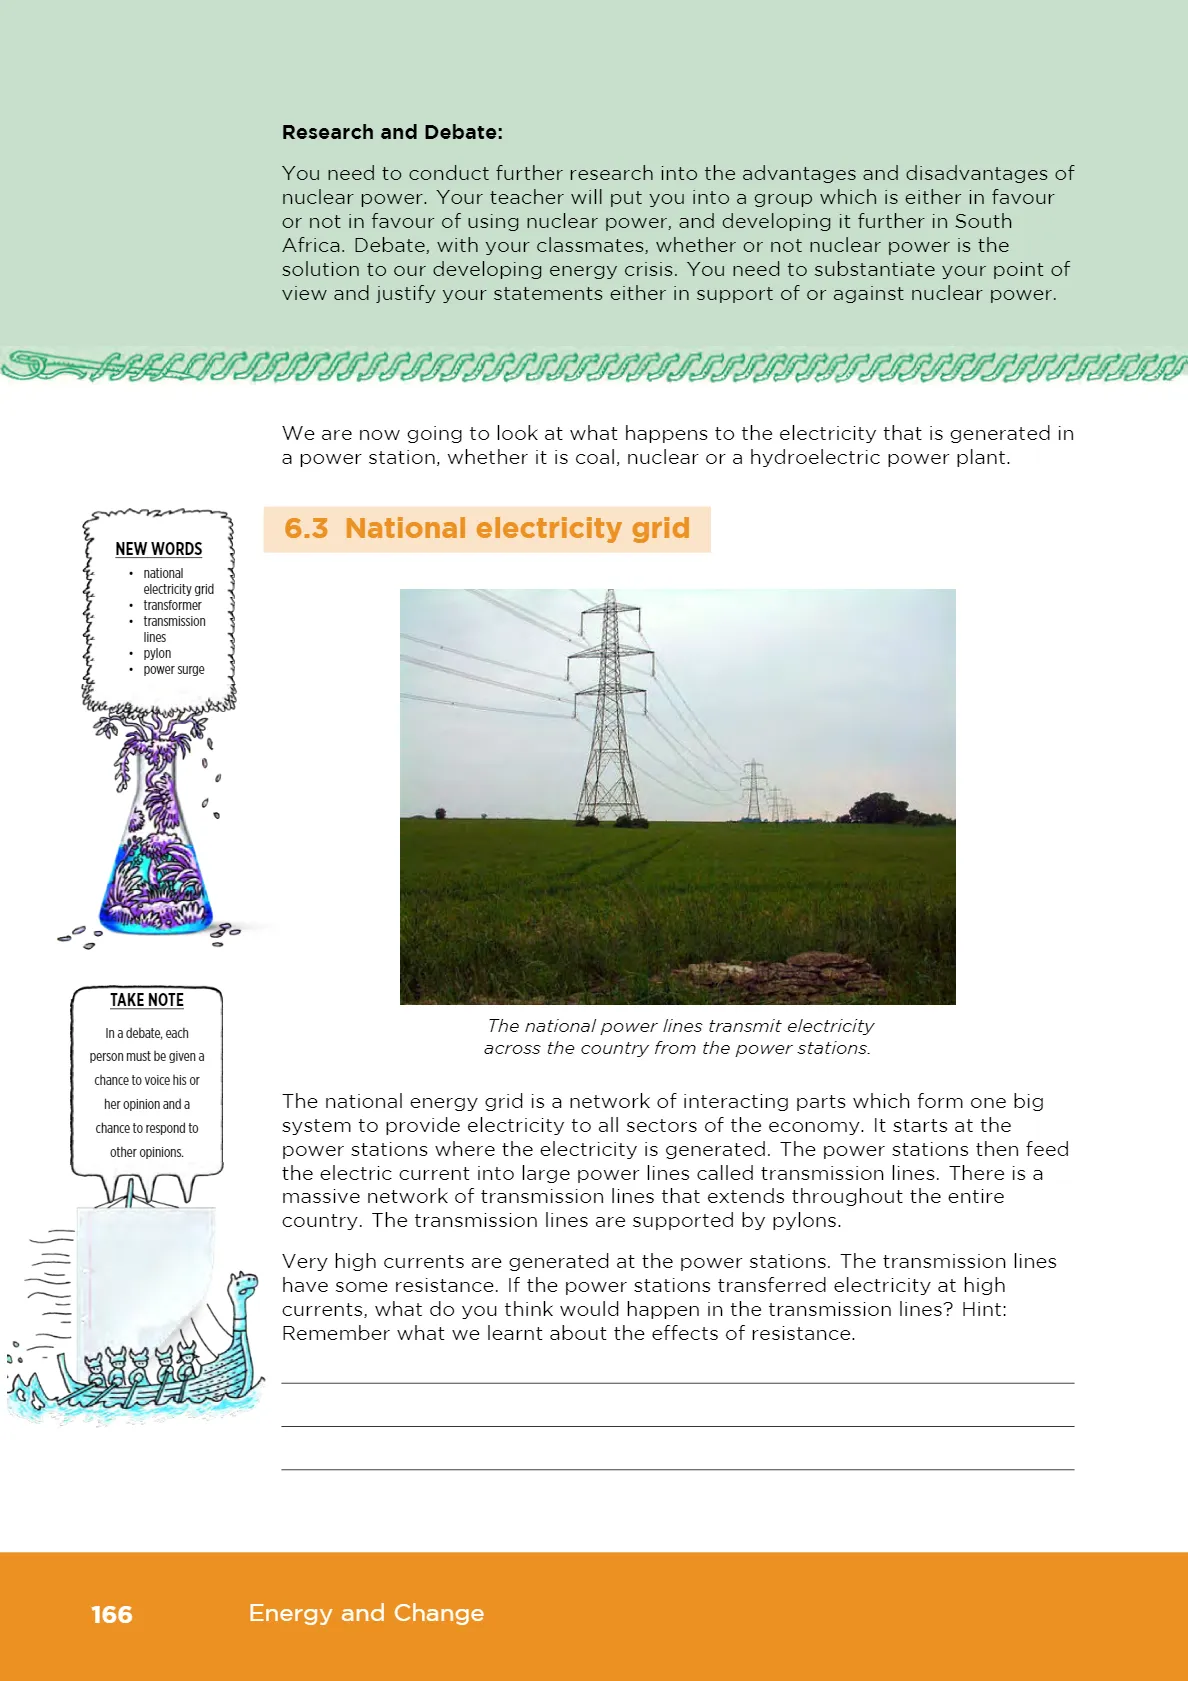 Research and Debate:
You need to conduct further research into the advantages and disadvantages of
nuclear power. Your teacher will put you into a group which is either in favour
or not in favour of using nuclear power, and developing it further in South
Africa. Debate, with your classmates, whether or not nuclear power is the
solution to our developing energy crisis. You need to substantiate your point of
view and justify your statements either in support of or against nuclear power.
We are now going to look at what happens to the electricity that is generated in
a power station, whether it is coal, nuclear or a hydroelectric power plant.
NEW WORDS
• national
electricity grid
• transformer
• transmission
lines
• pylon
• power surge
6.3 National electricity grid
The national power lines transmit electricity
across the country from the power stations.
TAKE NOTE
In a debate, each
person must be given a
chance to voice his or
her opinion and a
chance to respond to
other opinions.
The national energy grid is a network of interacting parts which form one big
system to provide electricity to all sectors of the economy. It starts at the
power stations where the electricity is generated. The power stations then feed
the electric current into large power lines called transmission lines. There is a
massive network of transmission lines that extends throughout the entire
country. The transmission lines are supported by pylons.
Very high currents are generated at the power stations. The transmission lines
have some resistance. If the power stations transferred electricity at high
currents, what do you think would happen in the transmission lines? Hint:
Remember what we learnt about the effects of resistance.
166 Energy and Change